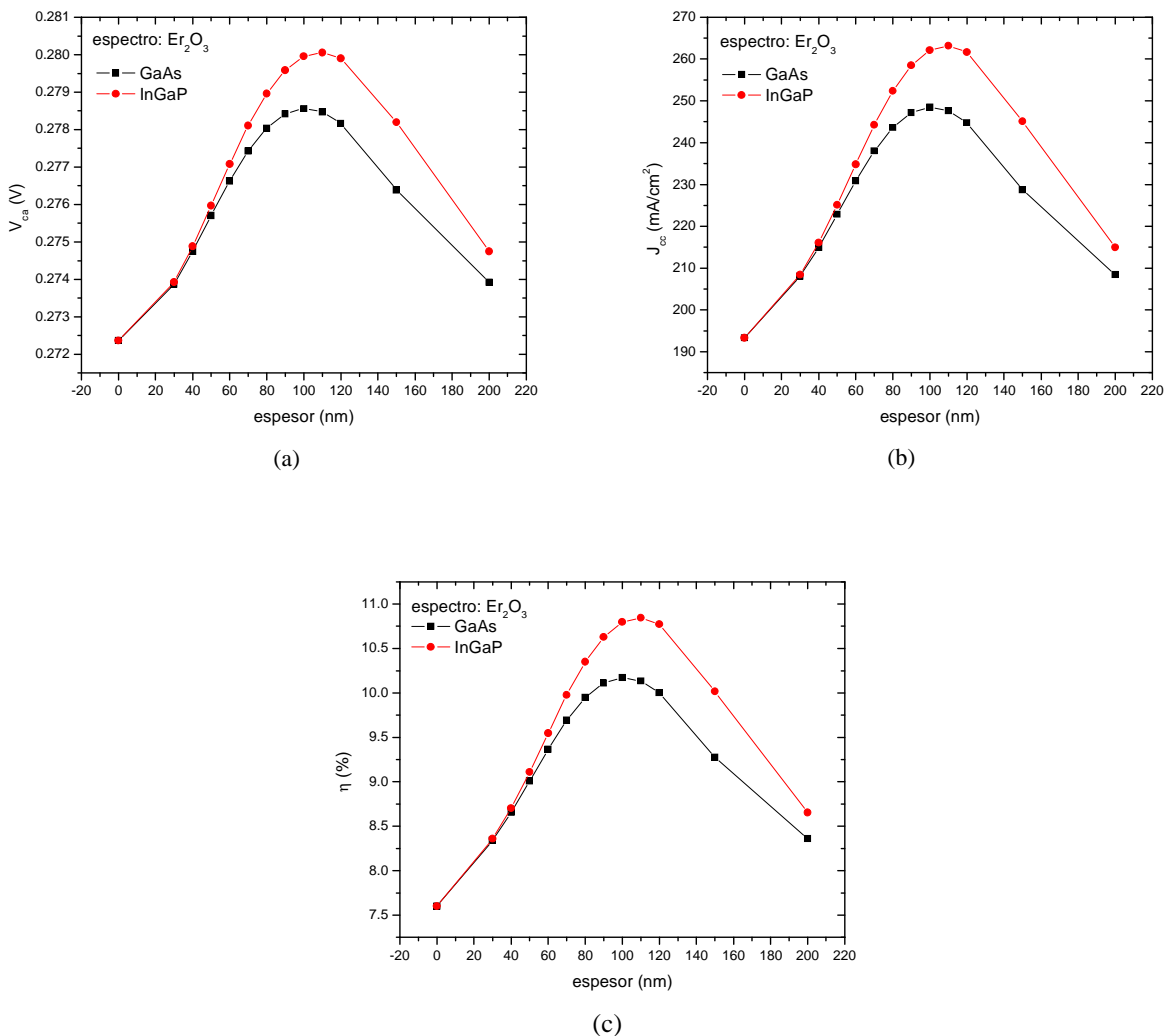 espectro: Er₂O₃
GaAs
InGaP
V_ca (V)
0.281
0.280
0.279
0.278
0.277
0.276
0.275
0.274
0.273
0.272
-20 0 20 40 60 80 100 120 140 160 180 200 220
espesor (nm)
(a)
espectro: Er₂O₃
GaAs
InGaP
J_cc (mA/cm²)
270
260
250
240
230
220
210
200
190
-20 0 20 40 60 80 100 120 140 160 180 200 220
espesor (nm)
(b)
espectro: Er₂O₃
GaAs
InGaP
η (%)
11.0
10.5
10.0
9.5
9.0
8.5
8.0
7.5
-20 0 20 40 60 80 100 120 140 160 180 200 220
espesor (nm)
(c)